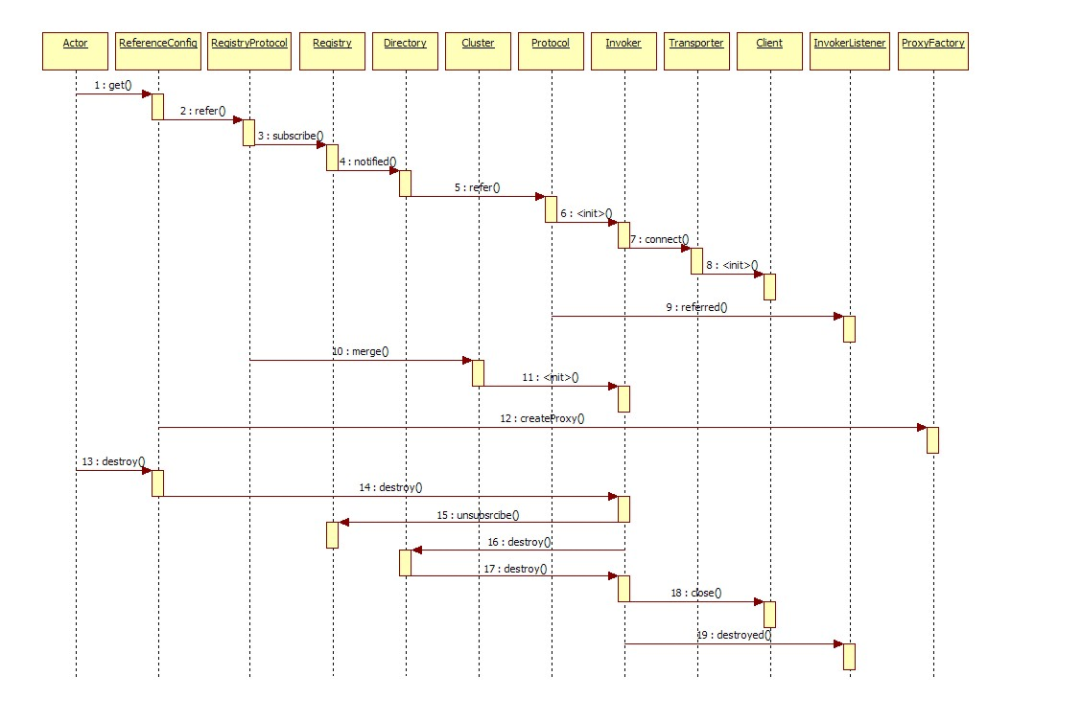 Actor ReferenceConfig RegistryProtocol Registry Directory Cluster Protocol Invoker Transporter Client InvokerListener ProxyFactory
1 : get()
2 : refer()
3 : subscribe()
4 : notified()
5 : refer()
6 : <init>()
7 : connect()
8 : <init>()
9 : referred()
10 : merge()
11 : <init>()
12 : createProxy()
13 : destroy()
14 : destroy()
15 : unsubsrcibe()
16 : destroy()
17 : destroy()
18 : close()
19 : destroyed()